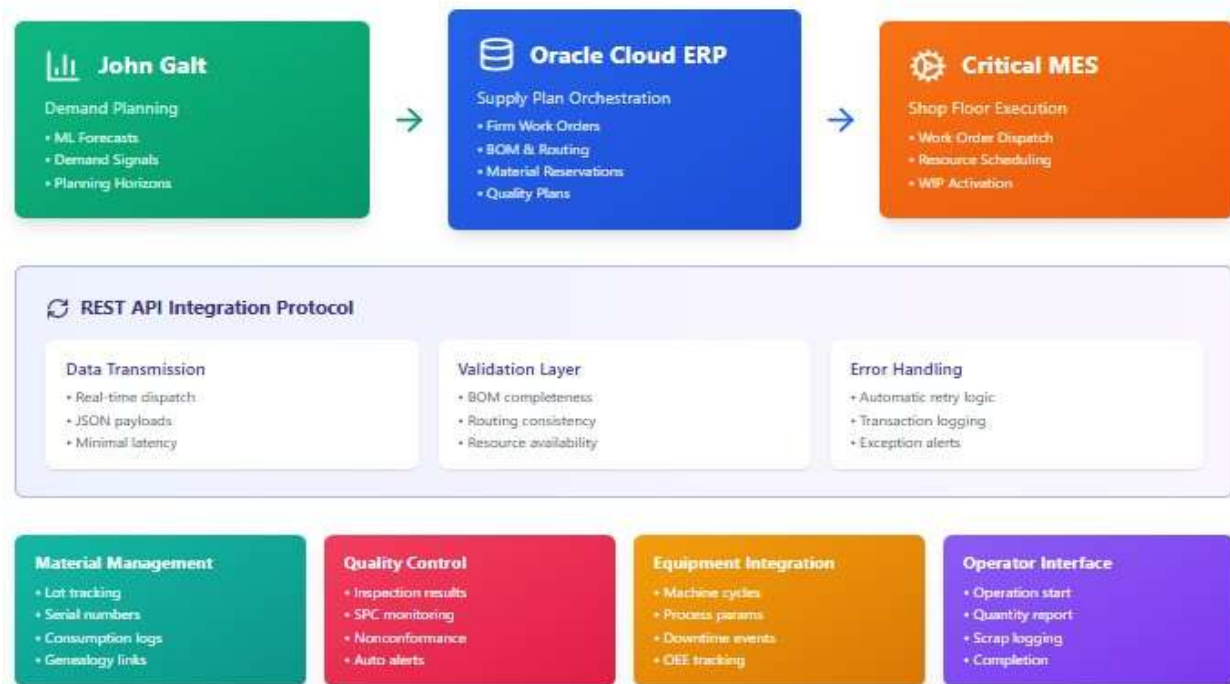 John Galt
Demand Planning
• ML Forecasts
• Demand Signals
• Planning Horizons
Oracle Cloud ERP
Supply Plan Orchestration
• Firm Work Orders
• BOM & Routing
• Material Reservations
• Quality Plans
Critical MES
Shop Floor Execution
• Work Order Dispatch
• Resource Scheduling
• WIP Activation
REST API Integration Protocol
Data Transmission
• Real-time dispatch
• JSON payloads
• Minimal latency
Validation Layer
• BOM completeness
• Routing consistency
• Resource availability
Error Handling
• Automatic retry logic
• Transaction logging
• Exception alerts
Material Management
• Lot tracking
• Serial numbers
• Consumption logs
• Genealogy links
Quality Control
• Inspection results
• SPC monitoring
• Nonconformance
• Auto alerts
Equipment Integration
• Machine cycles
• Process params
• Downtime events
• OEE tracking
Operator Interface
• Operation start
• Quantity report
• Scrap logging
• Completion